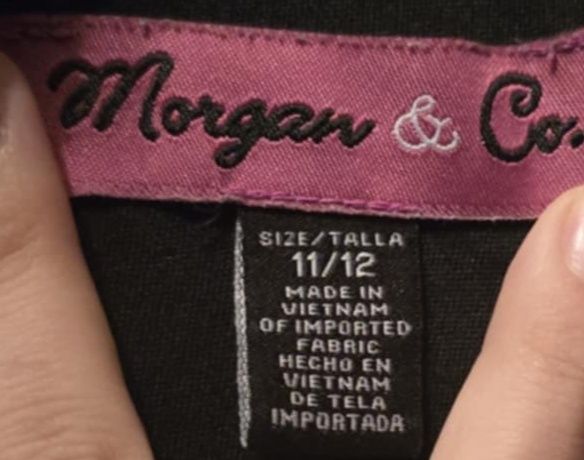 Morgan & Co.
SIZE/TALLA
11/12
MADE IN
VIETNAM
OF IMPORTED
FABRIC
HECHO EN
VIETNAM
DE TELA
IMPORTADA